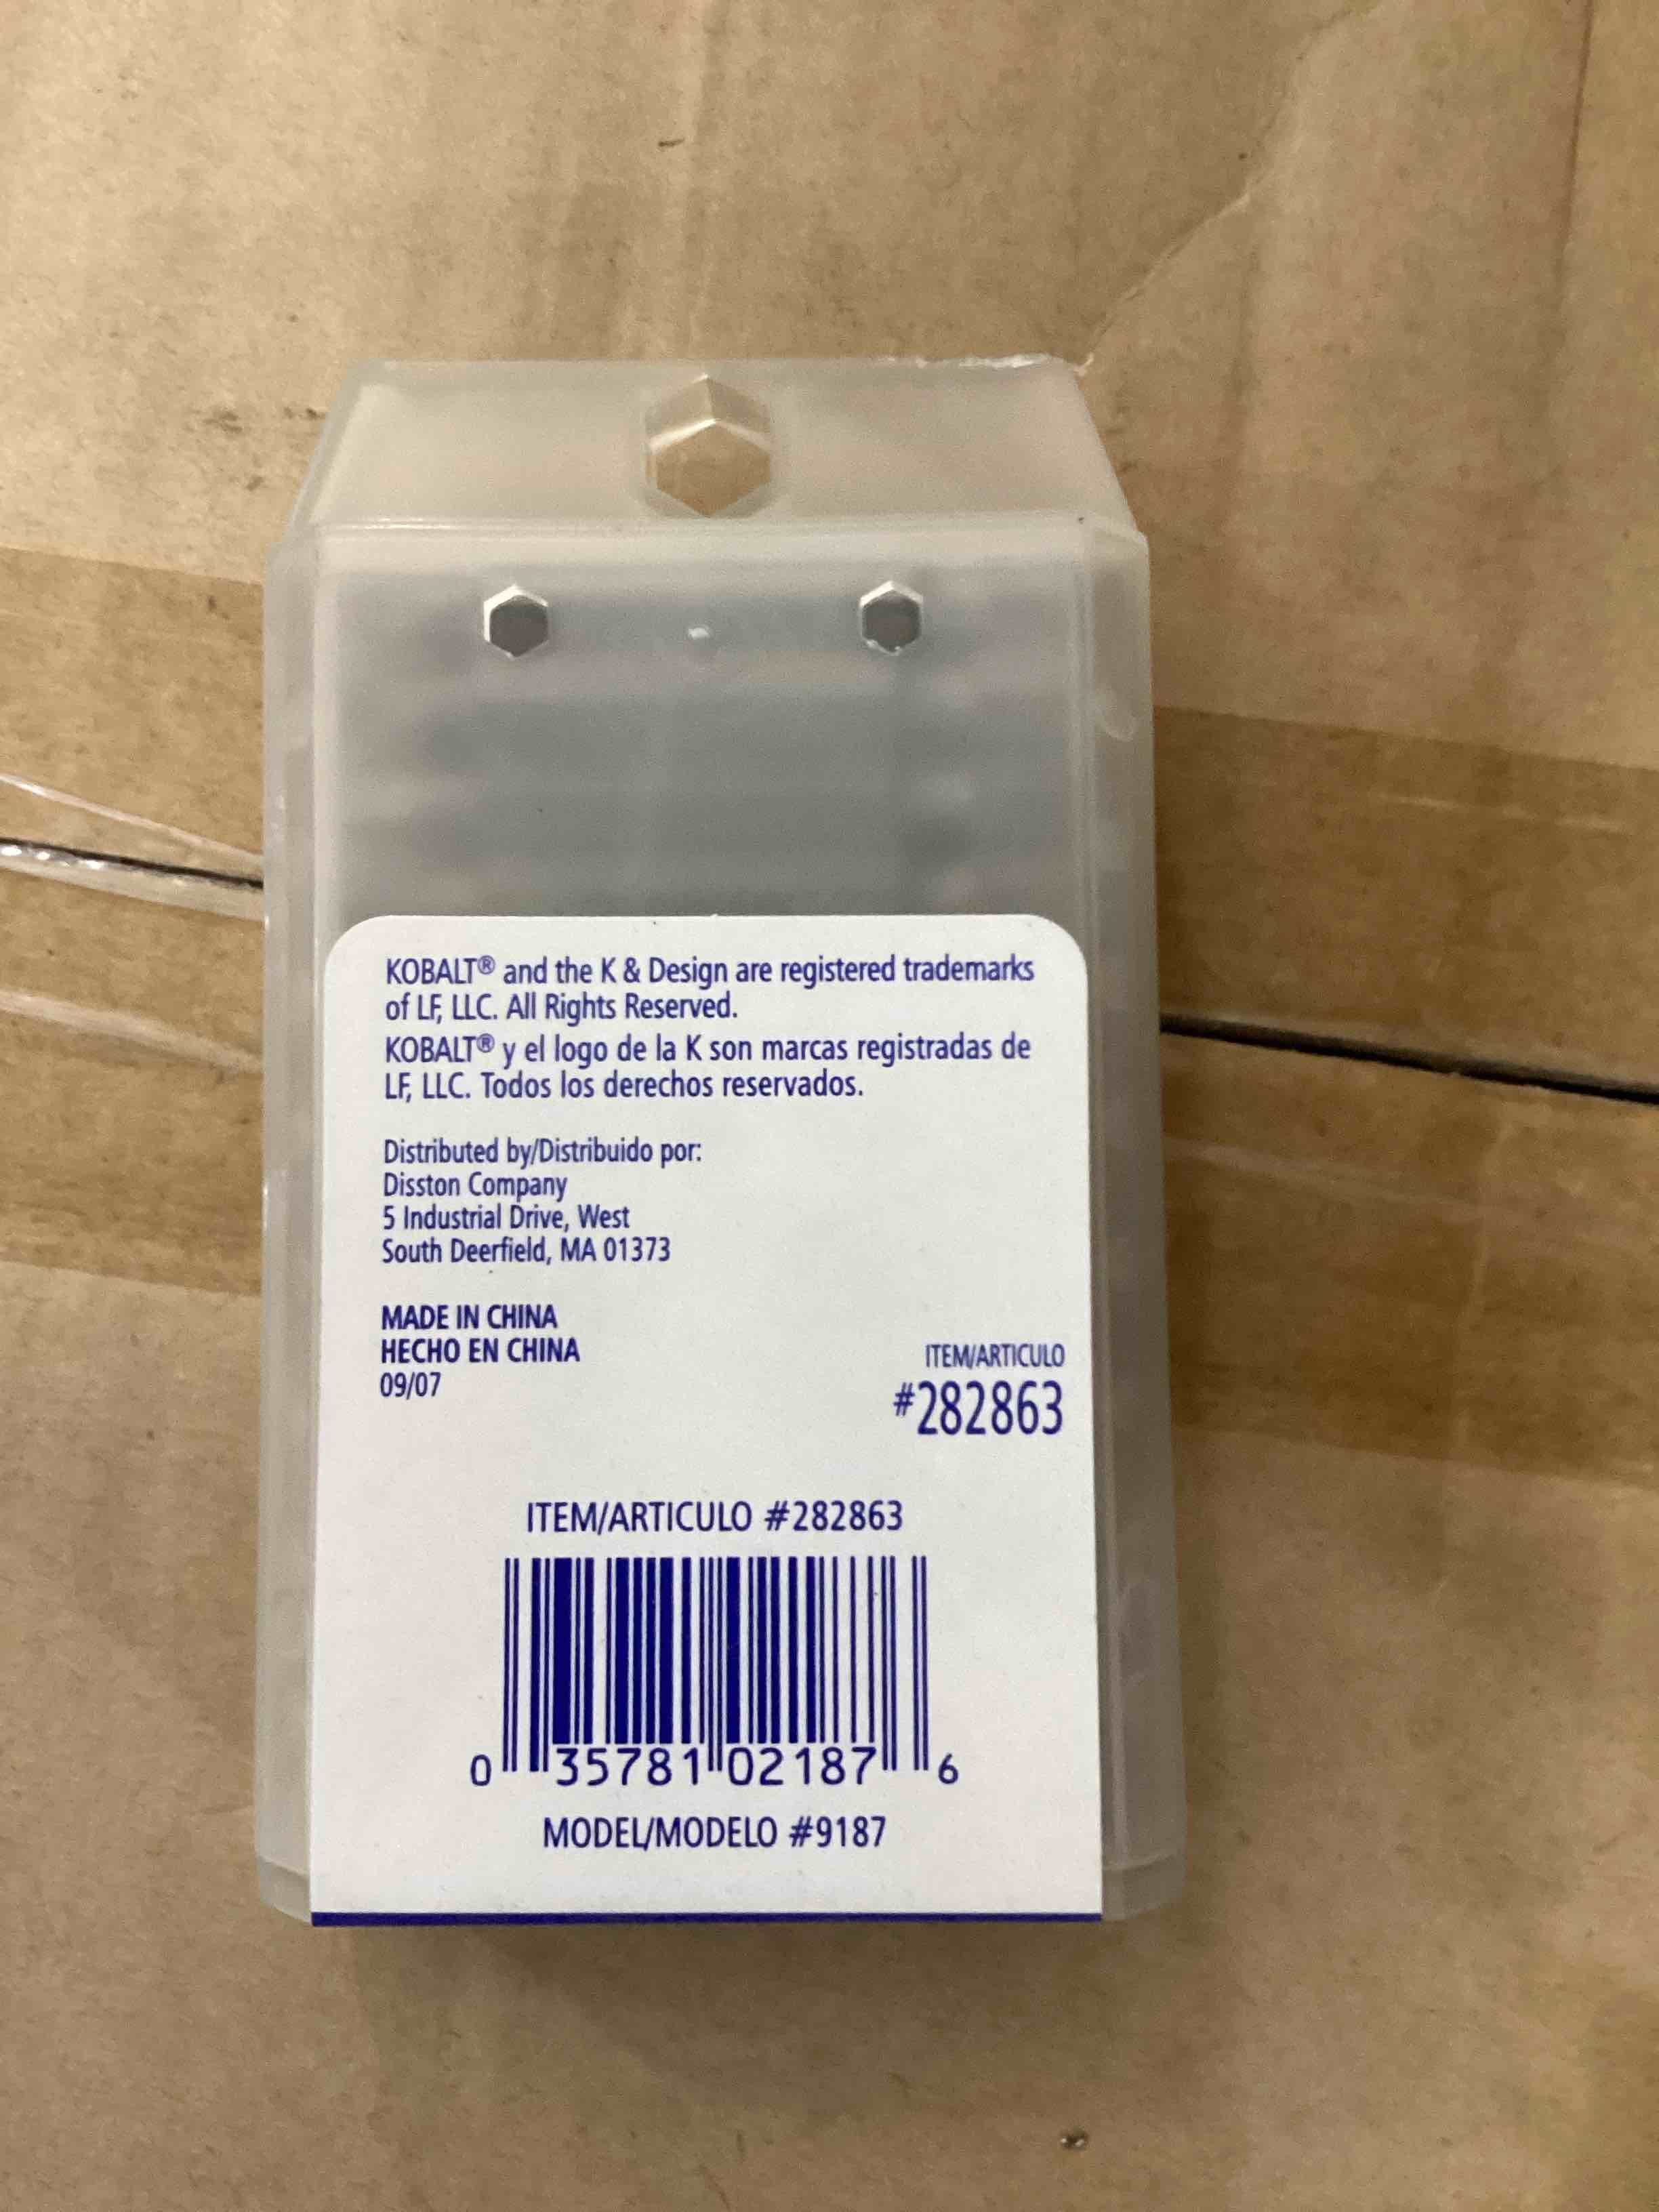 KOBALT® and the K & Design are registered trademarks
of LF, LLC. All Rights Reserved.
KOBALT® y el logo de la K son marcas registradas de
LF, LLC. Todos los derechos reservados.
Distributed by/Distribuido por:
Disston Company
5 Industrial Drive, West
South Deerfield, MA 01373
MADE IN CHINA
HECHO EN CHINA
09/07
ITEM/ARTICULO
#282863
ITEM/ARTICULO #282863
0 35781 02187 6
MODEL/MODELO #9187